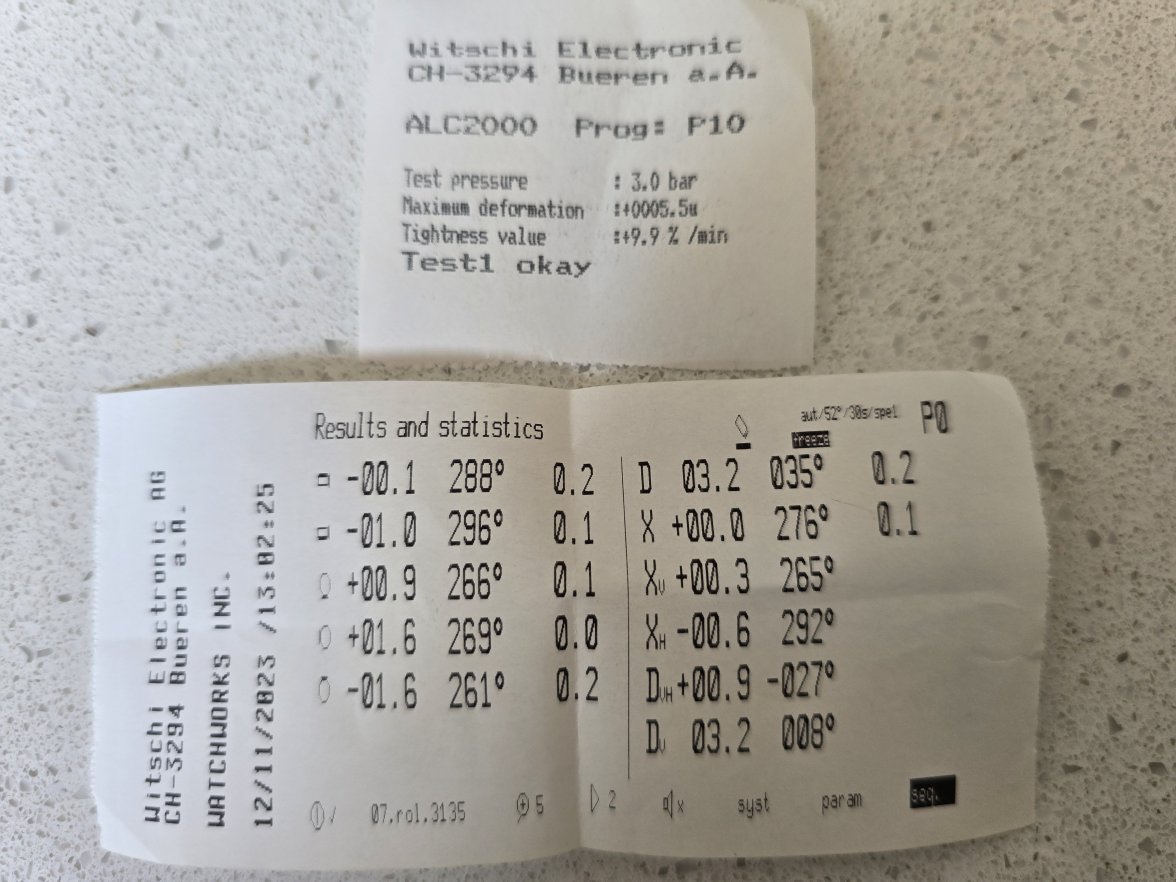 Witschi Electronic
CH-3294 Bueren a.A.
ALC2000 Prog: P10
Test pressure : 3.0 bar
Maximum deformation :+0005.5u
Tightness value :+9.9 % /min
Test1 okay
Witschi Electronic AG
CH-3294 Bueren a.A.
WATCHWORKS INC.
12/11/2023 /13:02:25
Results and statistics
aut/52°/30s/spel P0
freeze
-00.1 288° 0.2 D 03.2 035° 0.2
-01.0 296° 0.1 X +00.0 276° 0.1
+00.9 266° 0.1 Xv +00.3 265°
+01.6 269° 0.0 XH -00.6 292°
-01.6 261° 0.2 DVH +00.9 -027°
Dv 03.2 008°
07.rol.3135 5 2 x syst param seq.